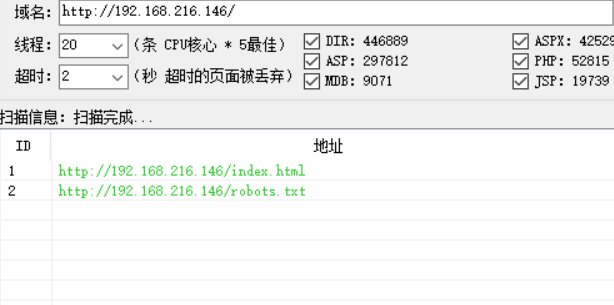 域名: http://192.168.216.146/
线程: 20 (条 CPU核心 * 5最佳) DIR: 446889 ASPX: 42529
ASP: 297812 PHP: 52815
超时: 2 (秒 超时的页面被丢弃) MDB: 9071 JSP: 19739
扫描信息: 扫描完成...
ID 地址
1 http://192.168.216.146/index.html
2 http://192.168.216.146/robots.txt